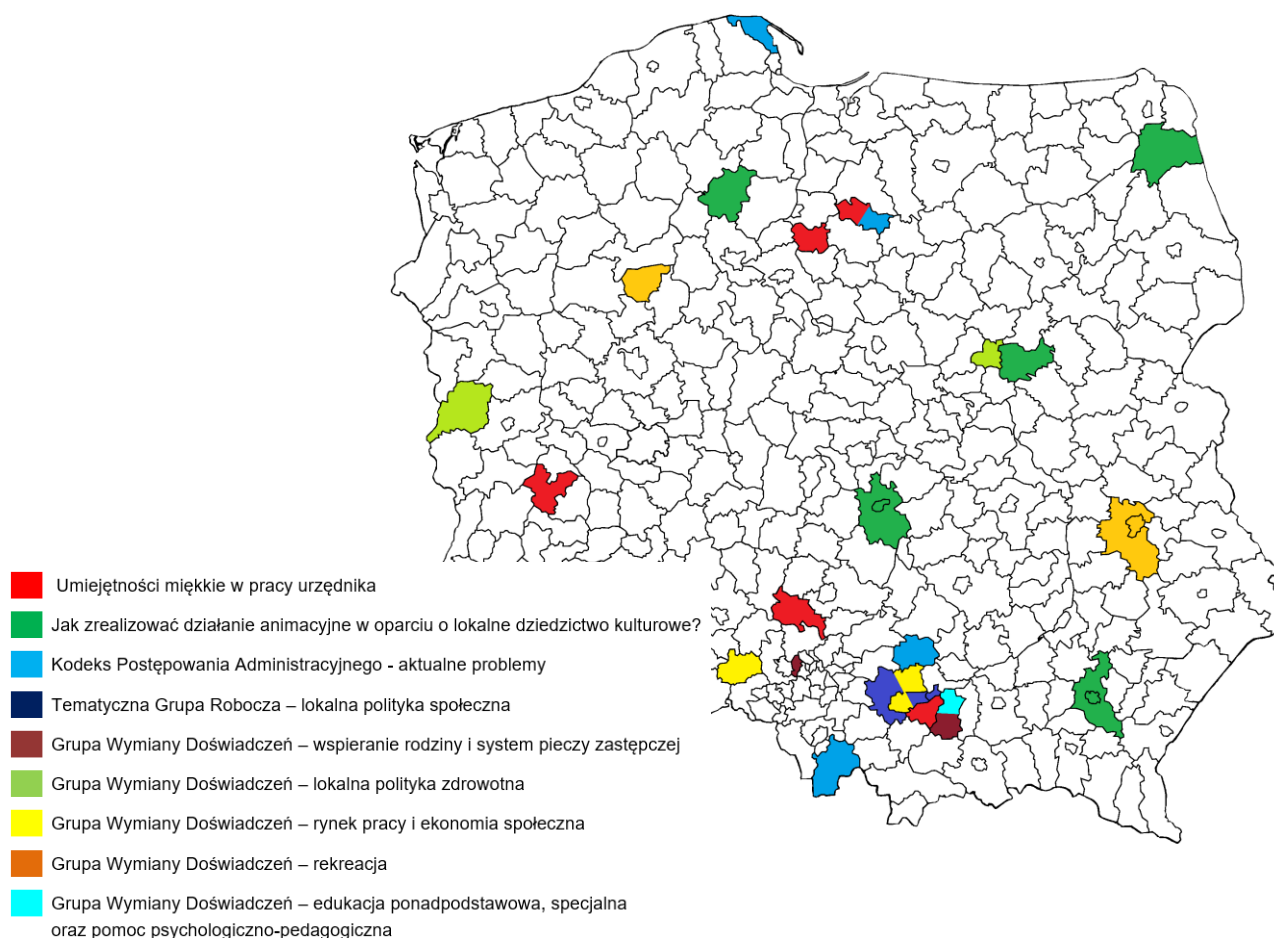 Umiejętności miękkie w pracy urzędnika
Jak zrealizować działanie animacyjne w oparciu o lokalne dziedzictwo kulturowe?
Kodeks Postępowania Administracyjnego - aktualne problemy
Tematyczna Grupa Robocza – lokalna polityka społeczna
Grupa Wymiany Doświadczeń – wspieranie rodziny i system pieczy zastępczej
Grupa Wymiany Doświadczeń – lokalna polityka zdrowotna
Grupa Wymiany Doświadczeń – rynek pracy i ekonomia społeczna
Grupa Wymiany Doświadczeń – rekreacja
Grupa Wymiany Doświadczeń – edukacja ponadpodstawowa, specjalna
oraz pomoc psychologiczno-pedagogiczna